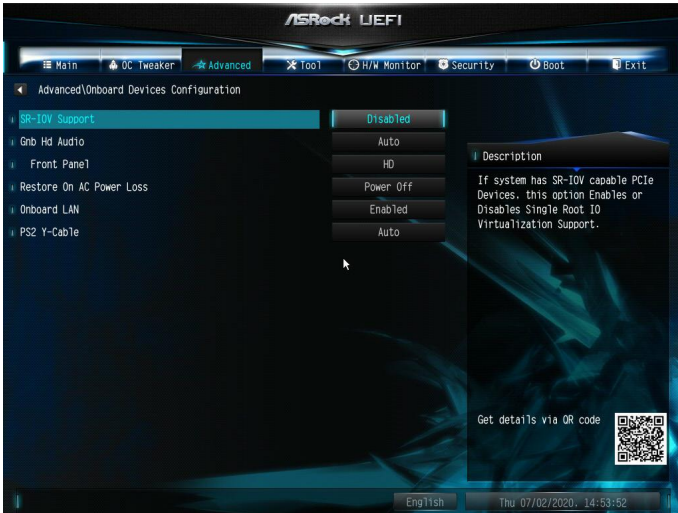 ASRock UEFI
Main
OC Tweaker
Advanced
Tool
H/W Monitor
Security
Boot
Exit
Advanced\Onboard Devices Configuration
SR-IOV Support
Disabled
Gnb Hd Audio
Auto
Front Panel
HD
Restore On AC Power Loss
Power Off
Onboard LAN
Enabled
PS2 Y-Cable
Auto
Description
If system has SR-IOV capable PCIe
Devices, this option Enables or
Disables Single Root IO
Virtualization Support.
Get details via QR code
English
Thu 07/02/2020, 14:53:52